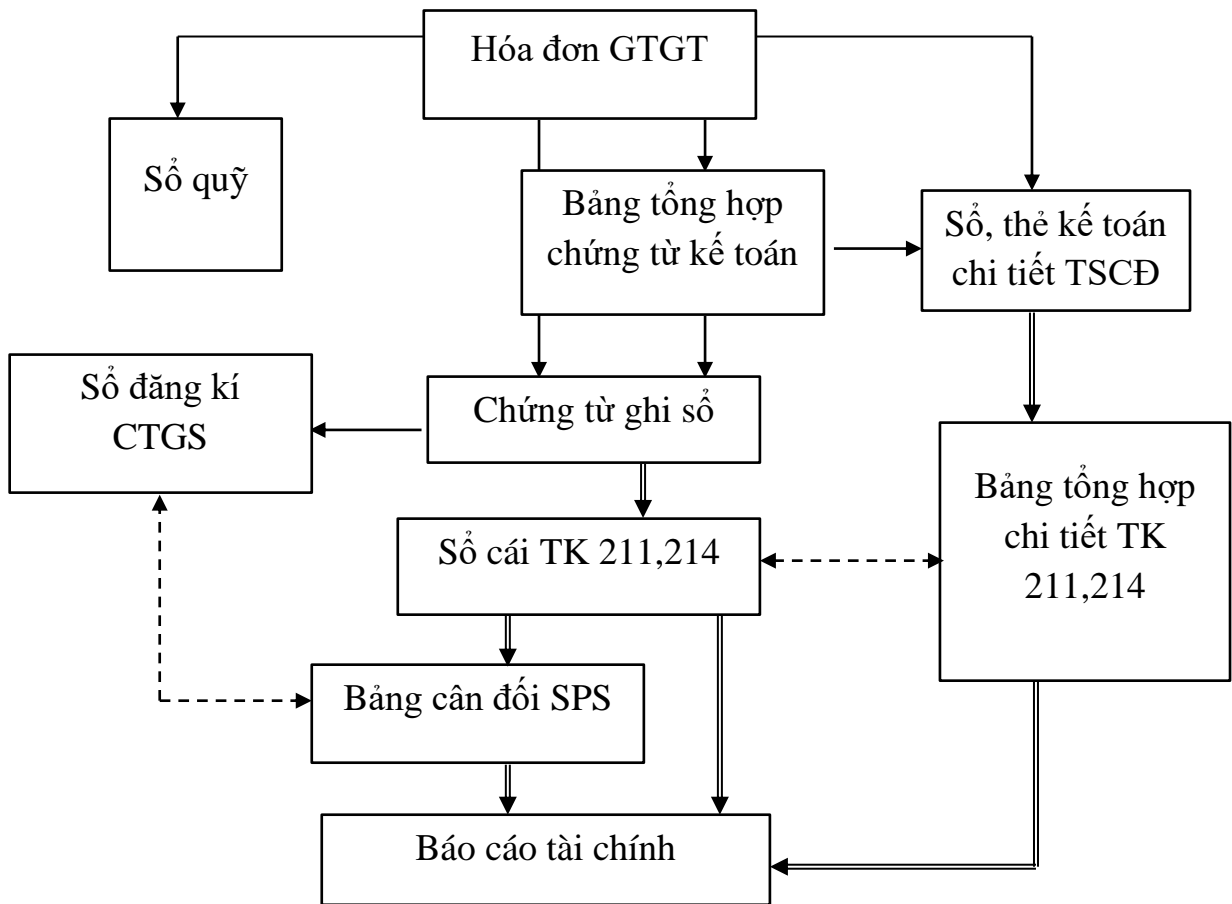 Hóa đơn GTGT
Sổ quỹ
Bảng tổng hợp
chứng từ kế toán
Sổ, thẻ kế toán
chi tiết TSCĐ
Sổ đăng kí
CTGS
Chứng từ ghi sổ
Bảng tổng hợp
chi tiết TK
211,214
Sổ cái TK 211,214
Bảng cân đối SPS
Báo cáo tài chính